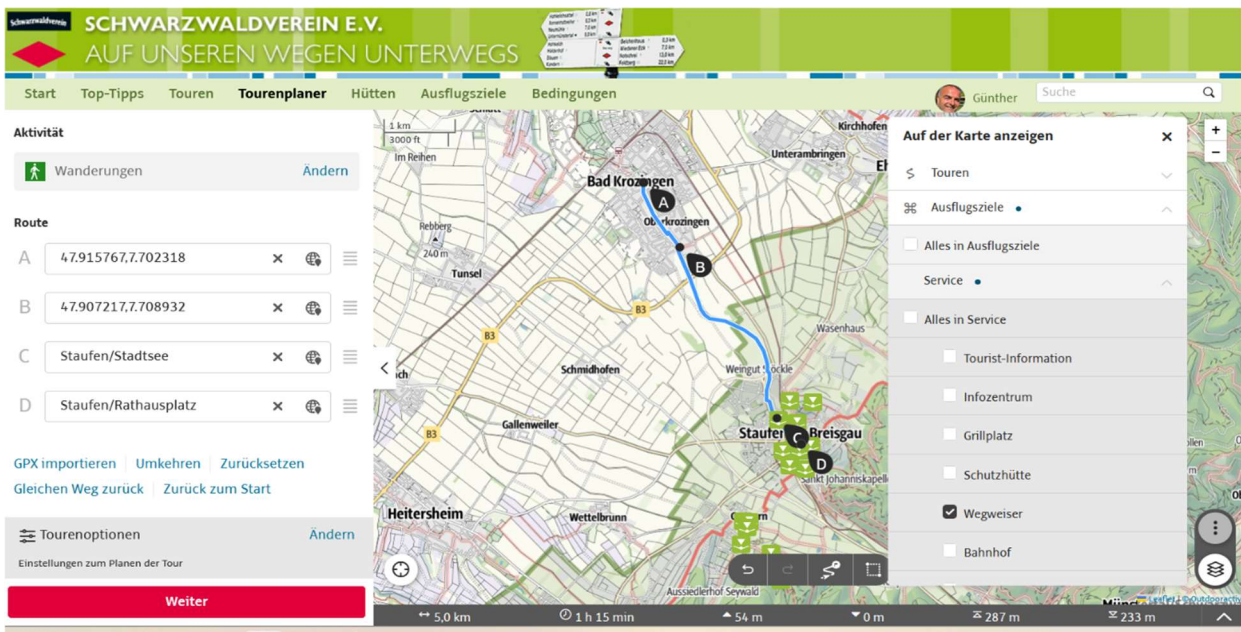 Schwarzwaldverein
SCHWARZWALDVEREIN E.V.
AUF UNSEREN WEGEN UNTERWEGS
Start Top-Tipps Touren Tourenplaner Hütten Ausflugsziele Bedingungen
Günther
Suche
Aktivität
Wanderungen
Ändern
Route
A 47.915767,7.702318
B 47.907217,7.708932
C Staufen/Stadtsee
D Staufen/Rathausplatz
GPX importieren Umkehren Zurücksetzen
Gleichen Weg zurück Zurück zum Start
Tourenoptionen
Ändern
Einstellungen zum Planen der Tour
Weiter
1 km
3000 ft
Im Reihen
Kirchhofen
Unterambringen
Bad Krozingen
A
Oberkrozingen
Rebberg
240 m
Tunsel
B
B3
B3
Wasenhaus
Schmidhofen
Weingut
Gallenweiler
B3
Staufen
Breisgau
C
D
Sankt Johanniskapelle
Heitersheim
Wettelbrunn
Aussiedlerhof Seywald
Auf der Karte anzeigen
Touren
Ausflugsziele
Alles in Ausflugsziele
Service
Alles in Service
Tourist-Information
Infozentrum
Grillplatz
Schutzhütte
Wegweiser
Bahnhof
+
−
Leaflet | © Outdooractiv
5,0 km 1 h 15 min 54 m 0 m 287 m 233 m